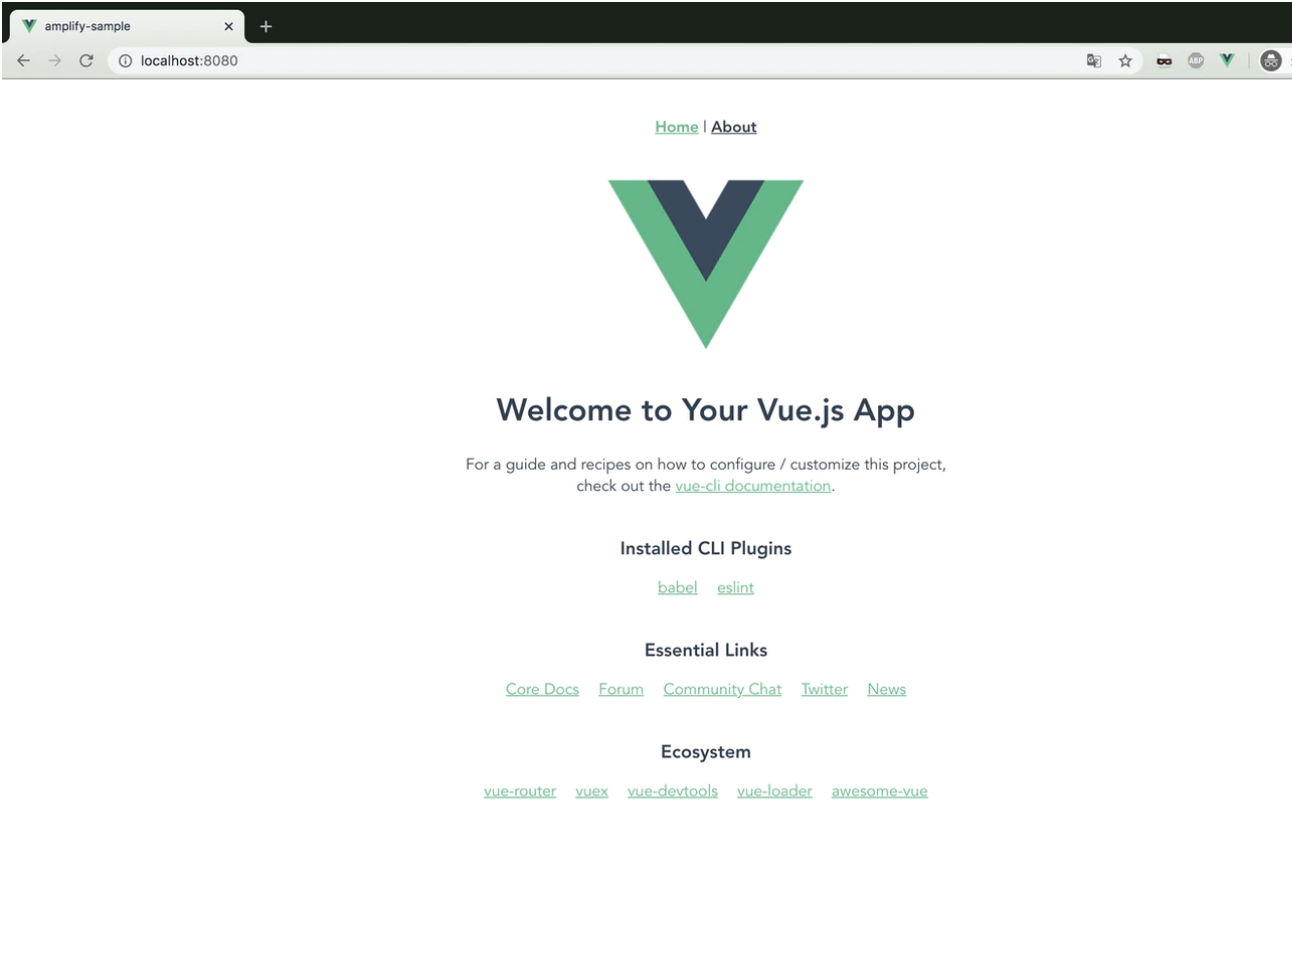 amplify-sample
localhost:8080
ABP
Home | About
Welcome to Your Vue.js App
For a guide and recipes on how to configure / customize this project,
check out the vue-cli documentation.
Installed CLI Plugins
babel eslint
Essential Links
Core Docs Forum Community Chat Twitter News
Ecosystem
vue-router vuex vue-devtools vue-loader awesome-vue